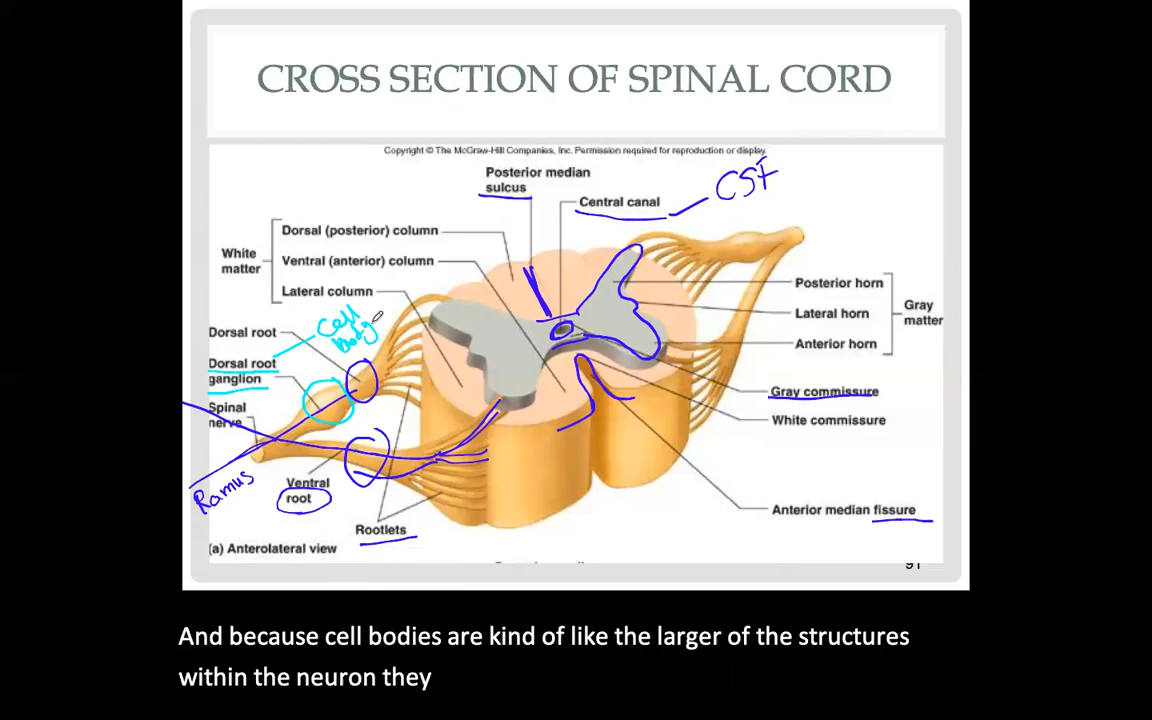 CROSS SECTION OF SPINAL CORD
Copyright © The McGraw-Hill Companies, Inc. Permission required for reproduction or display.
Posterior median
sulcus
Central canal
CSF
Dorsal (posterior) column
White
matter
Ventral (anterior) column
Lateral column
Posterior horn
Lateral horn
Gray
matter
Anterior horn
Cell
Body
Dorsal root
Dorsal root
ganglion
Spinal
nerve
Gray commissure
White commissure
Ramus
Ventral
root
Rootlets
Anterior median fissure
(a) Anterolateral view
91
And because cell bodies are kind of like the larger of the structures
within the neuron they